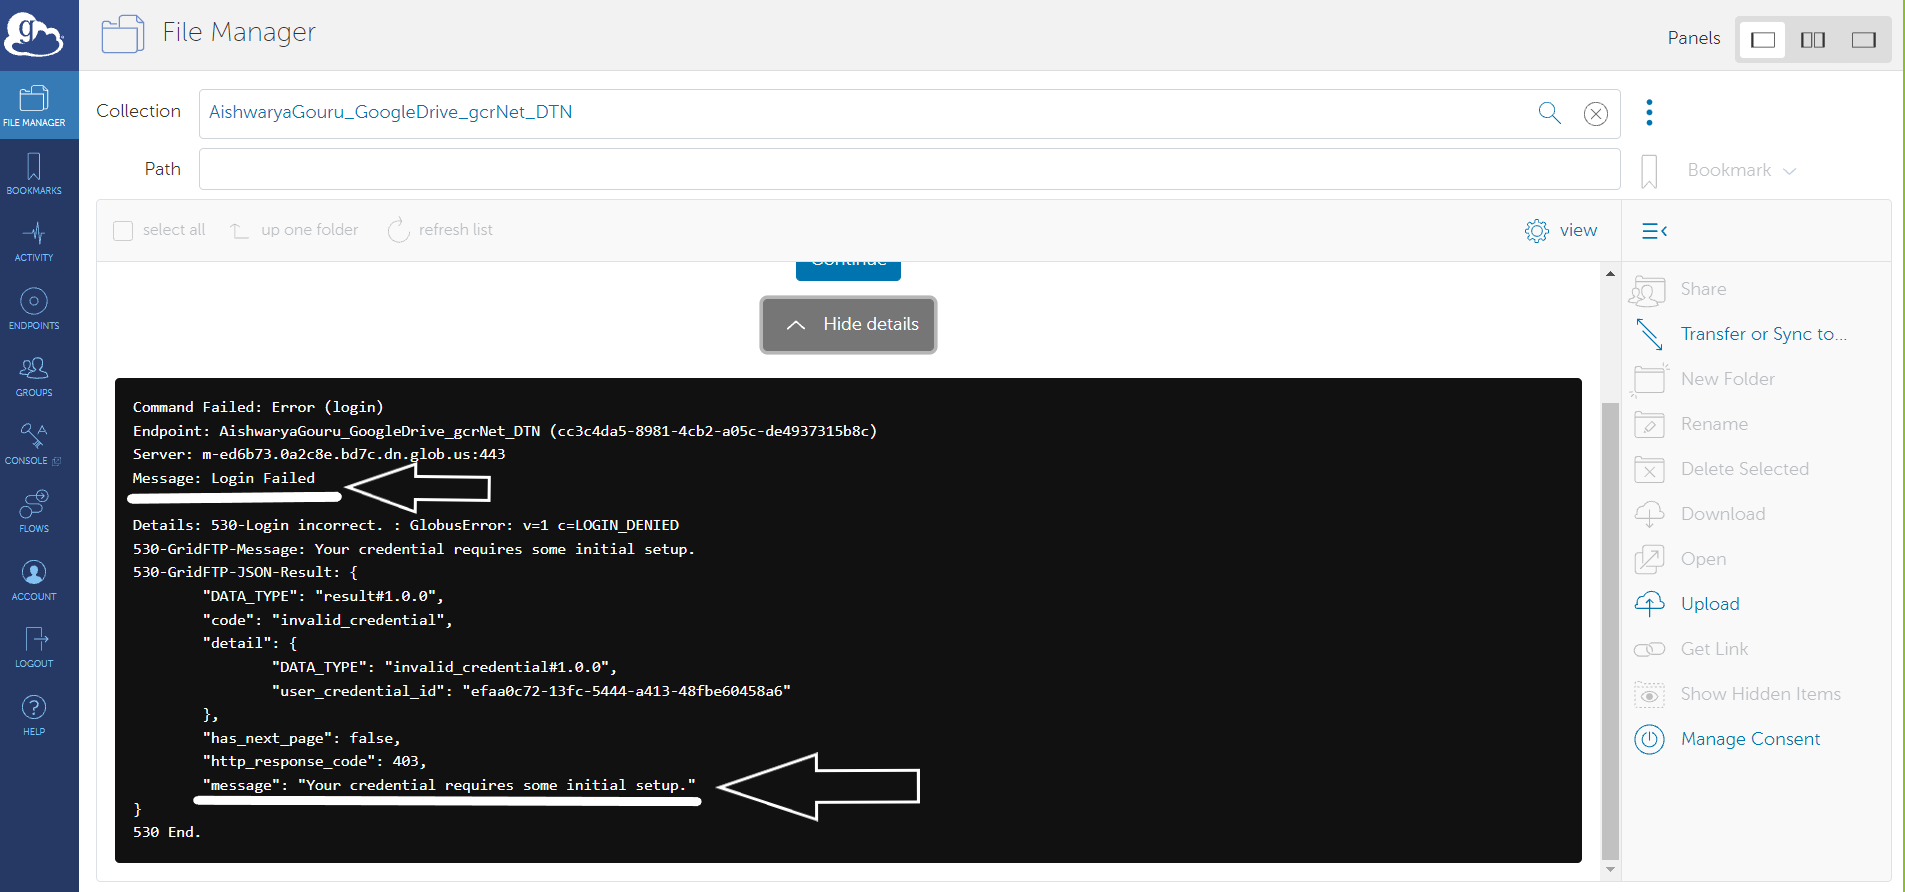 g
File Manager
Panels
FILE MANAGER
Collection
AishwaryaGouru_GoogleDrive_gcrNet_DTN
Path
Bookmark
BOOKMARKS
select all
up one folder
refresh list
view
ACTIVITY
Continue
ENDPOINTS
Hide details
GROUPS
CONSOLE
FLOWS
ACCOUNT
LOGOUT
HELP
Command Failed: Error (login)
Endpoint: AishwaryaGouru_GoogleDrive_gcrNet_DTN (cc3c4da5-8981-4cb2-a05c-de4937315b8c)
Server: m-ed6b73.0a2c8e.bd7c.dn.glob.us:443
Message: Login Failed
Details: 530-Login incorrect. : GlobusError: v=1 c=LOGIN_DENIED
530-GridFTP-Message: Your credential requires some initial setup.
530-GridFTP-JSON-Result: {
"DATA_TYPE": "result#1.0.0",
"code": "invalid_credential",
"detail": {
"DATA_TYPE": "invalid_credential#1.0.0",
"user_credential_id": "efaa0c72-13fc-5444-a413-48fbe60458a6"
},
"has_next_page": false,
"http_response_code": 403,
"message": "Your credential requires some initial setup."
}
530 End.
Share
Transfer or Sync to...
New Folder
Rename
Delete Selected
Download
Open
Upload
Get Link
Show Hidden Items
Manage Consent